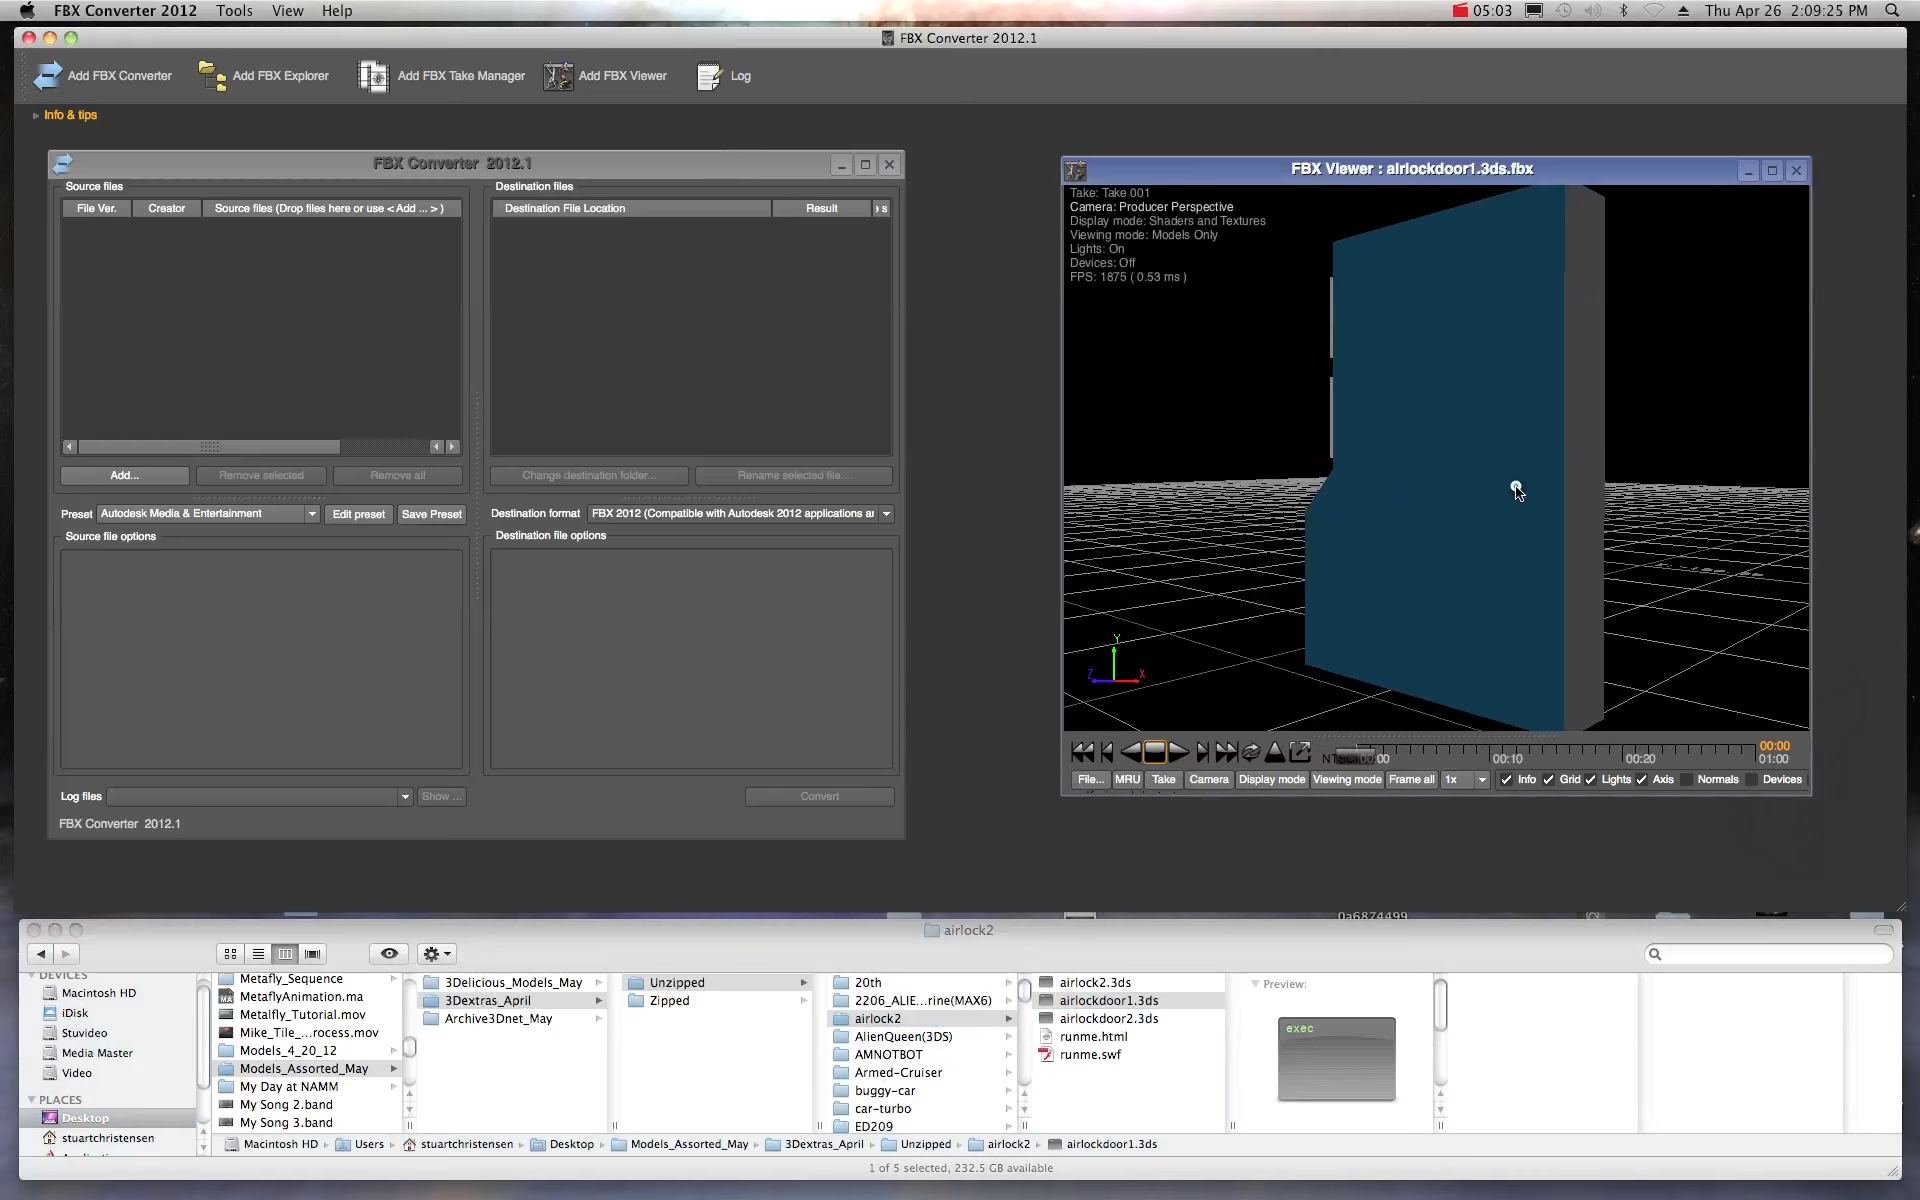 FBX Converter 2012 Tools View Help 05:03 Thu Apr 26 2:09:25 PM
FBX Converter 2012.1
Add FBX Converter Add FBX Explorer Add FBX Take Manager Add FBX Viewer Log
Info & tips
FBX Converter 2012.1
Source files Destination files
File Ver. Creator Source files (Drop files here or use < Add ... > ) Destination File Location Result
Add... Remove selected Remove all Change destination folder... Rename selected file...
Preset Autodesk Media & Entertainment Edit preset Save Preset Destination format FBX 2012 (Compatible with Autodesk 2012 applications a
Source file options Destination file options
Log files Show ... Convert
FBX Converter 2012.1
FBX Viewer : airlockdoor1.3ds.fbx
Take: Take 001
Camera: Producer Perspective
Display mode: Shaders and Textures
Viewing mode: Models Only
Lights: On
Devices: Off
FPS: 1875 ( 0.53 ms )
Y
Z X
00:00
00:10 00:20 01:00
File... MRU Take Camera Display mode Viewing mode Frame all 1x Info Grid Lights Axis Normals Devices
0a6874499
airlock2
DEVICES
Macintosh HD
iDisk
Stuvideo
Media Master
Video
PLACES
Desktop
stuartchristensen
Metafly_Sequence
MetaflyAnimation.ma
Metalfly_Tutorial.mov
Mike_Tile_...rocess.mov
Models_4_20_12
Models_Assorted_May
My Day at NAMM
My Song 2.band
My Song 3.band
3Delicious_Models_May
3Dextras_April
Archive3Dnet_May
Unzipped
Zipped
20th
2206_ALIE...rine(MAX6)
airlock2
AlienQueen(3DS)
AMNOTBOT
Armed-Cruiser
buggy-car
car-turbo
ED209
airlock2.3ds
airlockdoor1.3ds
airlockdoor2.3ds
runme.html
runme.swf
Preview:
exec
Macintosh HD Users stuartchristensen Desktop Models_Assorted_May 3Dextras_April Unzipped airlock2 airlockdoor1.3ds
1 of 5 selected, 232.5 GB available